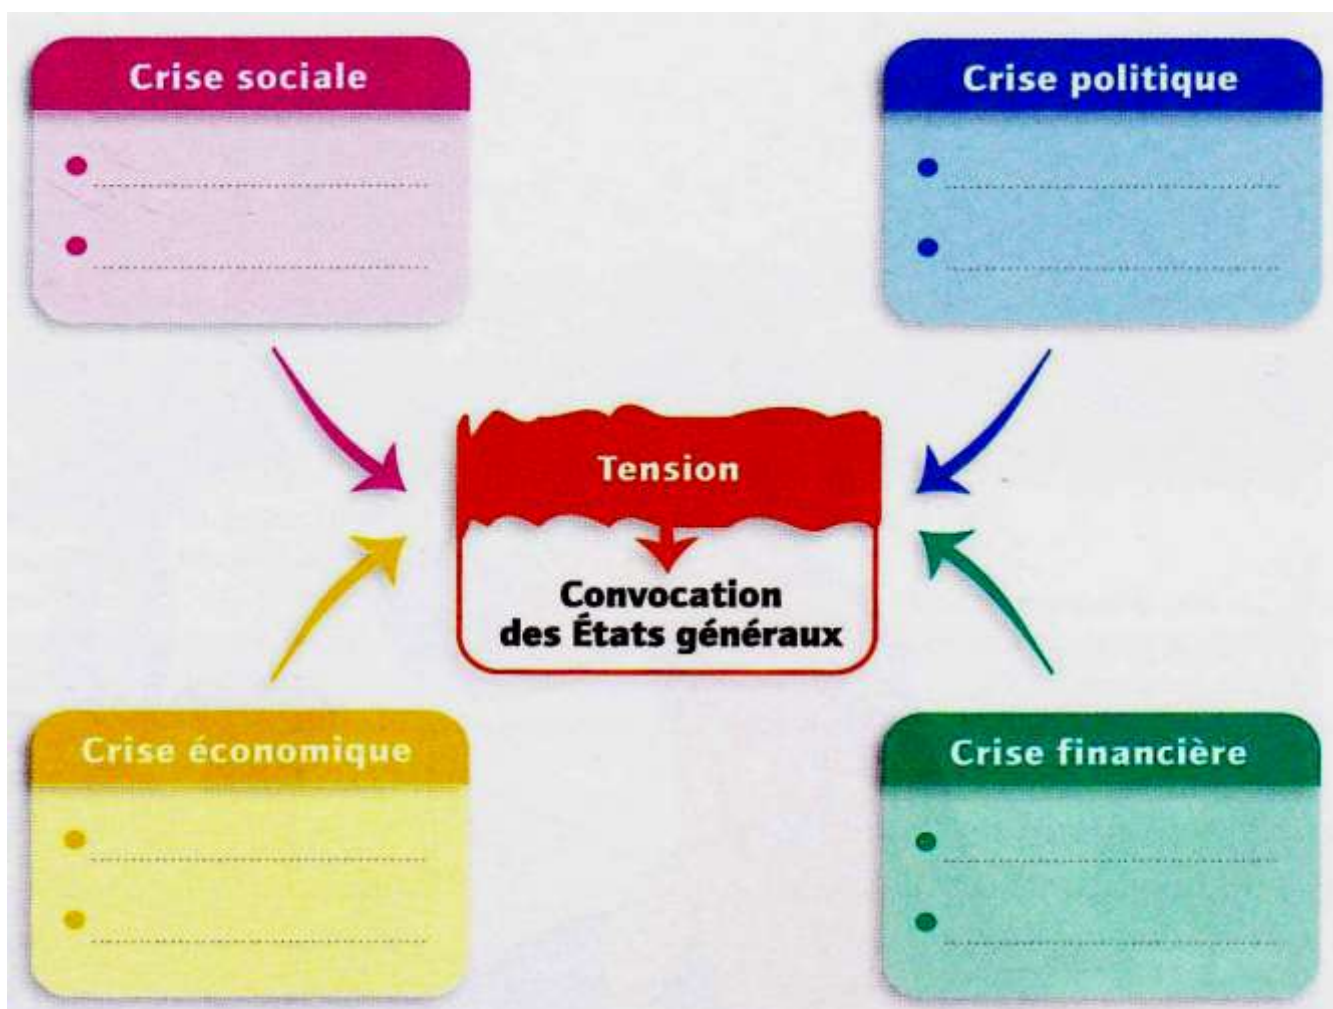 Crise sociale
Crise politique
Tension
Convocation
des États généraux
Crise économique
Crise financière